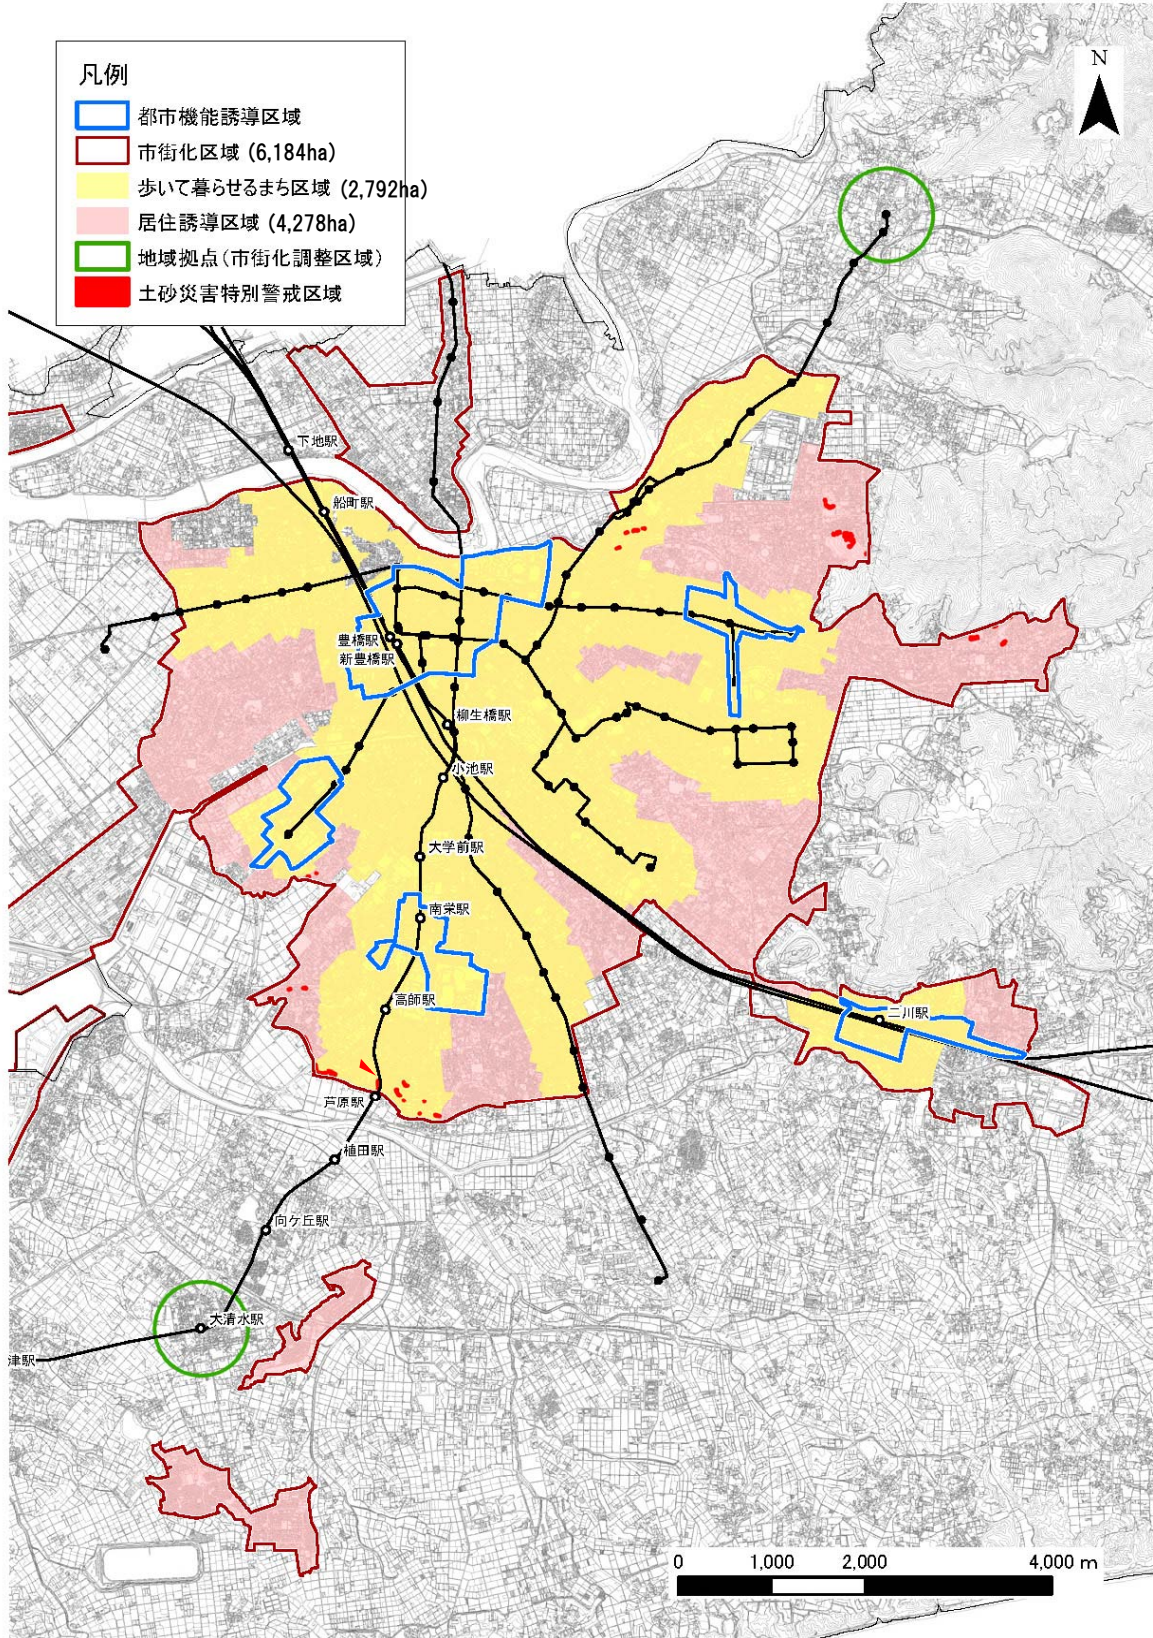 凡例
都市機能誘導区域
市街化区域 (6,184ha)
歩いて暮らせるまち区域 (2,792ha)
居住誘導区域 (4,278ha)
地域拠点(市街化調整区域)
土砂災害特別警戒区域
N
下地駅
船町駅
豊橋駅
新豊橋駅
柳生橋駅
小池駅
大学前駅
南栄駅
高師駅
二川駅
芦原駅
植田駅
向ケ丘駅
大清水駅
津駅
0 1,000 2,000 4,000 m